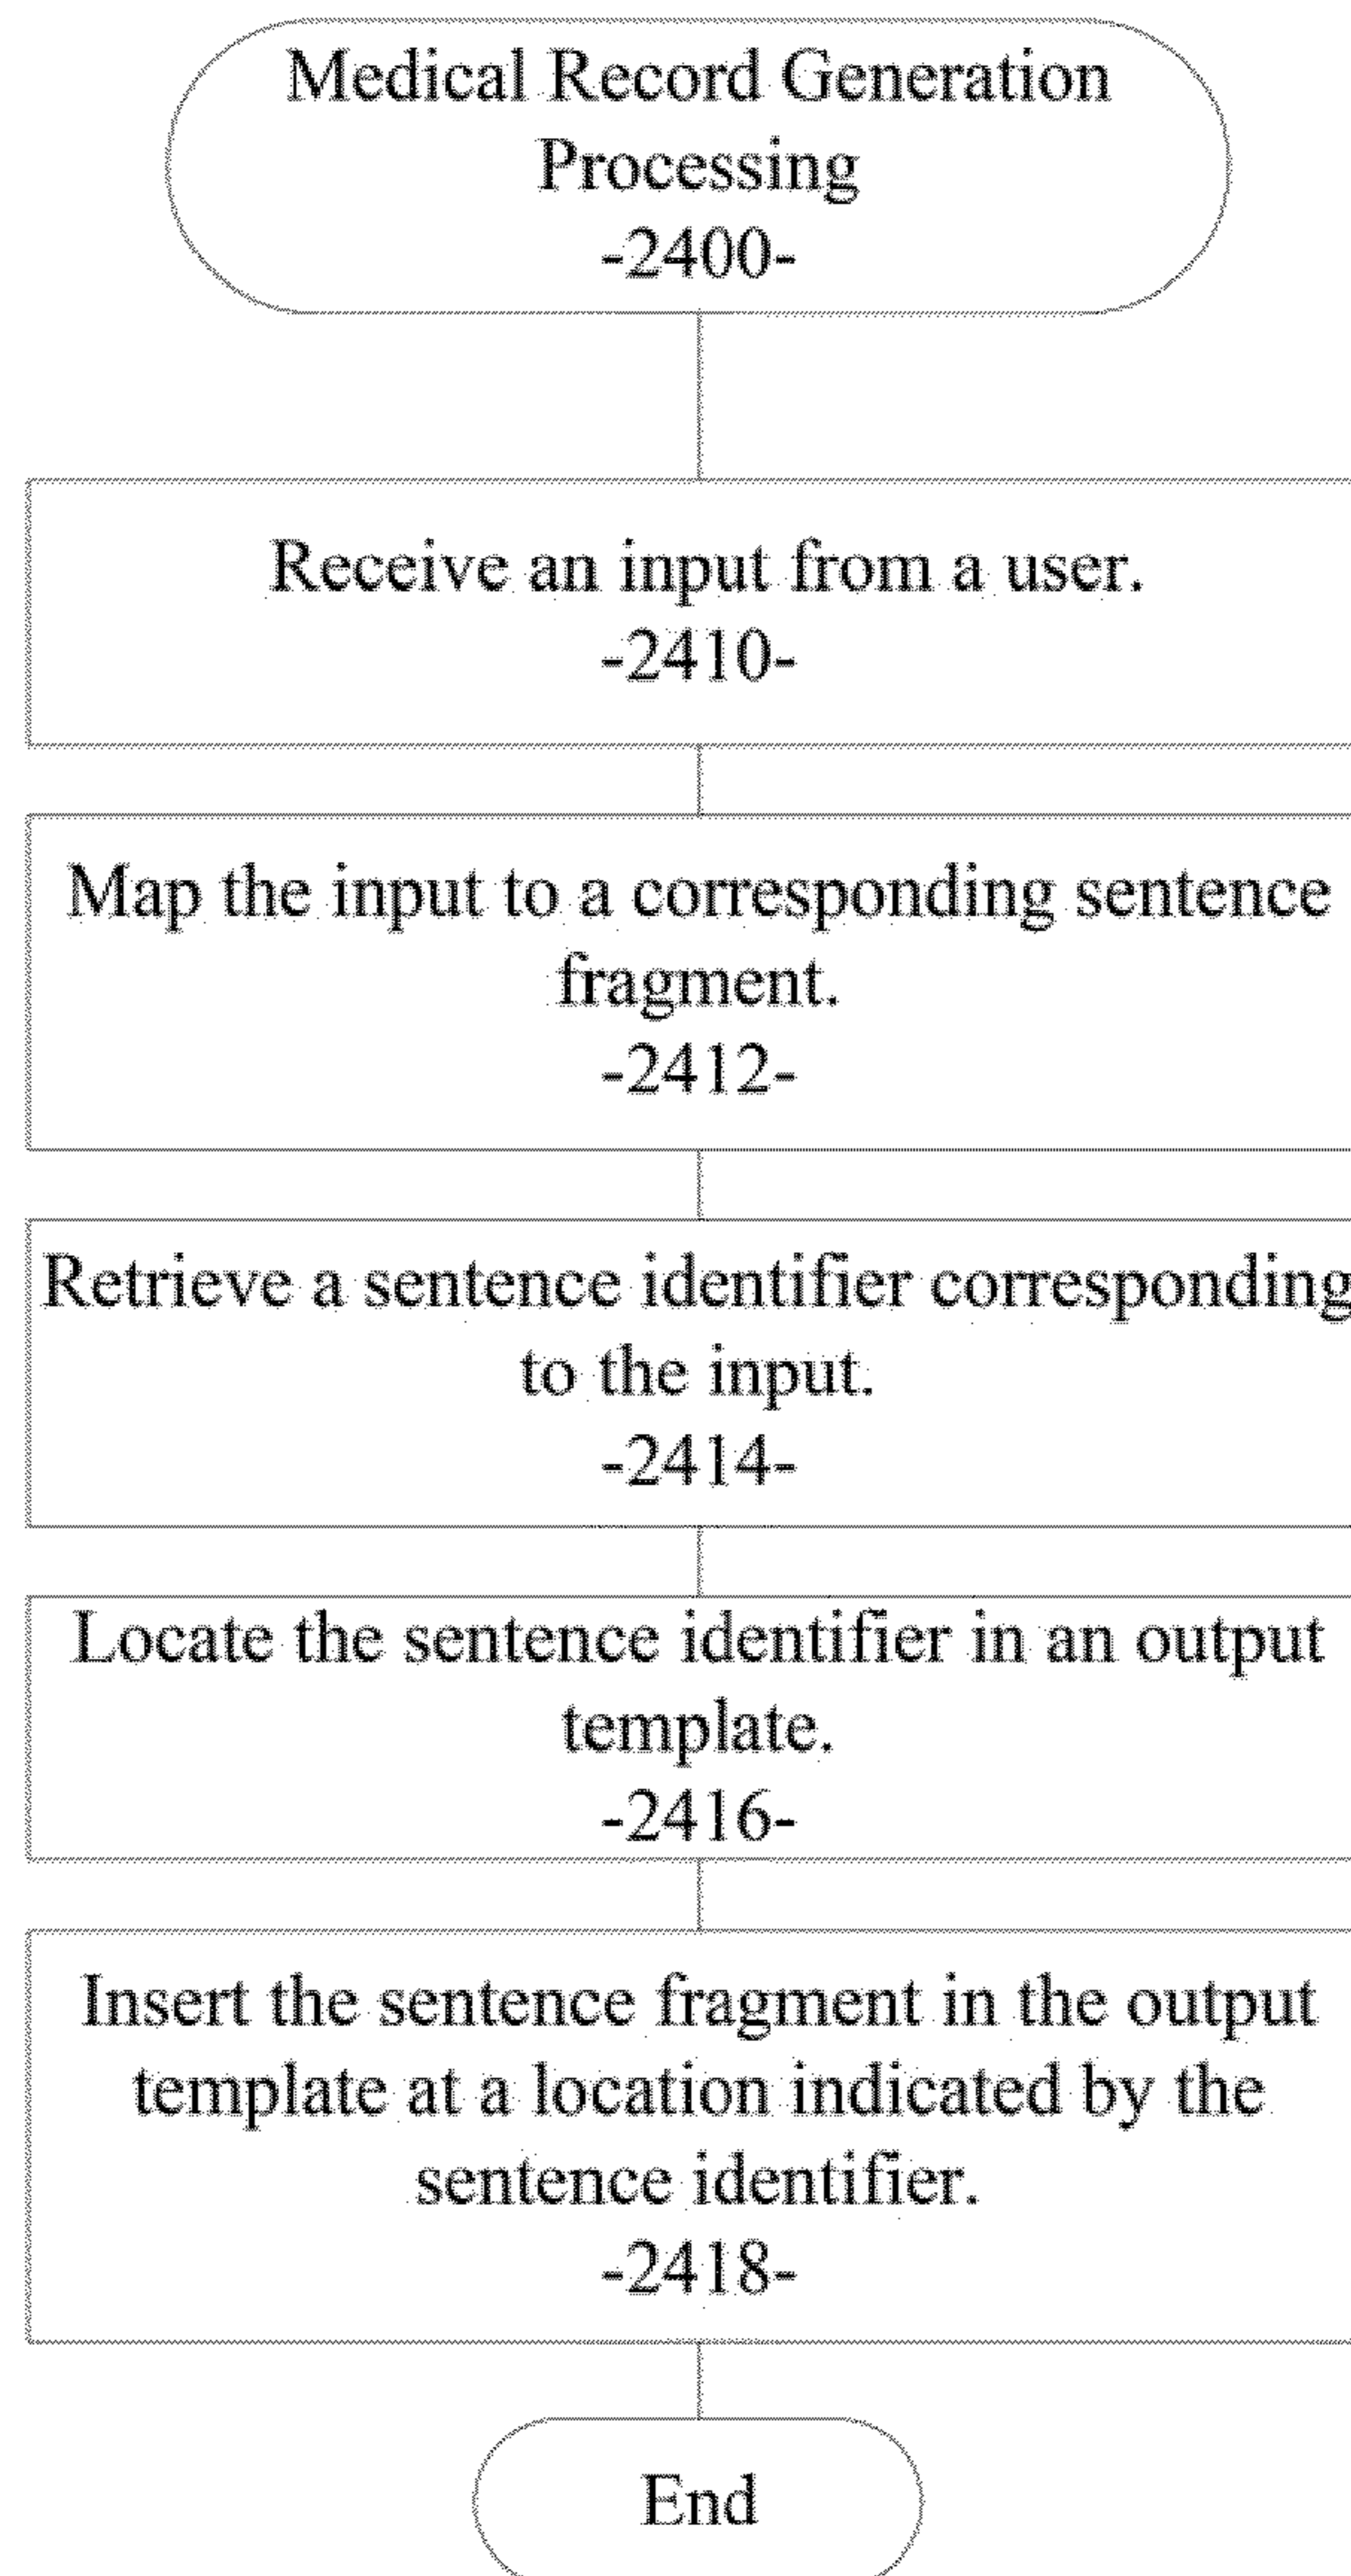 Medical Record Generation
Processing
-2400-
Receive an input from a user.
-2410-
Map the input to a corresponding sentence
fragment.
-2412-
Retrieve a sentence identifier corresponding
to the input.
-2414-
Locate the sentence identifier in an output
template.
-2416-
Insert the sentence fragment in the output
template at a location indicated by the
sentence identifier.
-2418-
End